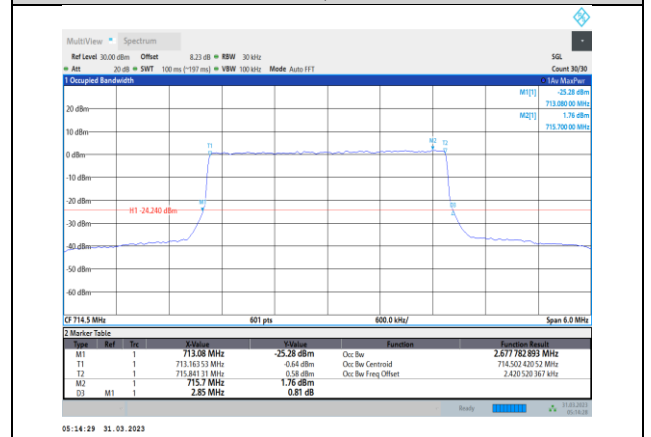 MultiView Spectrum
Ref Level 30.00 dBm Offset 8.23 dB RBW 30 kHz SGL
Att 20 dB SWT 100 ms (~197 ms) VBW 100 kHz Mode Auto FFT Count 30/30
1 Occupied Bandwidth 1Av MaxPwr
M1[1] -25.28 dBm
713.080 00 MHz
M2[1] 1.76 dBm
715.700 00 MHz
20 dBm
10 dBm
T1 M2 T2
0 dBm
-10 dBm
-20 dBm
M1 D3
H1 -24.240 dBm
-30 dBm
-40 dBm
-50 dBm
-60 dBm
CF 714.5 MHz 601 pts 600.0 kHz/ Span 6.0 MHz
2 Marker Table
Type Ref Trc X-Value Y-Value Function Function Result
M1 1 713.08 MHz -25.28 dBm Occ Bw 2.677 782 893 MHz
T1 1 713.163 53 MHz -0.64 dBm Occ Bw Centroid 714.502 420 52 MHz
T2 1 715.841 31 MHz 0.58 dBm Occ Bw Freq Offset 2.420 520 367 kHz
M2 1 715.7 MHz 1.76 dBm
D3 M1 1 2.85 MHz 0.81 dB
Ready 31.03.2023
05:14:28
05:14:29 31.03.2023